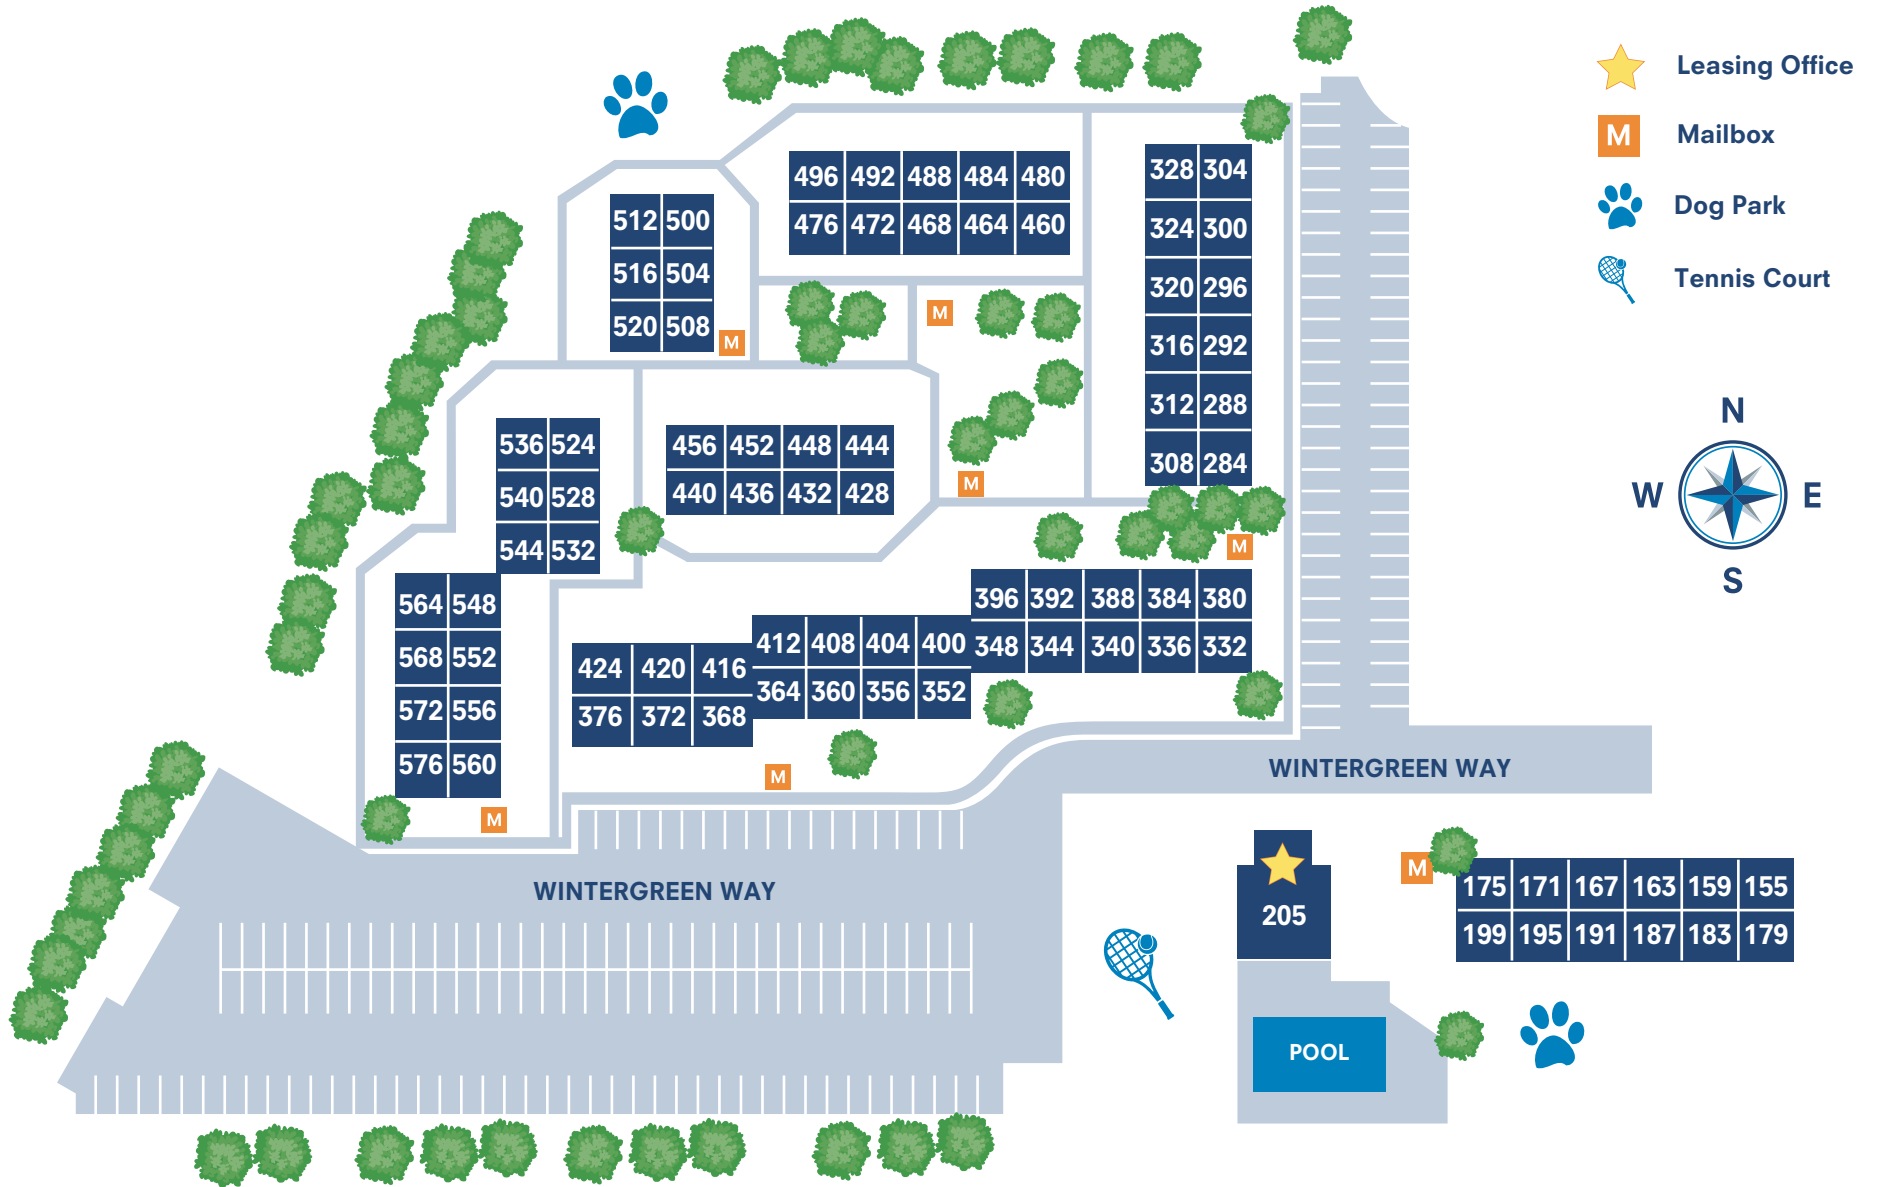 Leasing Office
M Mailbox
Dog Park
Tennis Court
N
W E
S
496 492 488 484 480
476 472 468 464 460
328 304
324 300
320 296
316 292
312 288
308 284
512 500
516 504
520 508
M
M
536 524
540 528
544 532
456 452 448 444
440 436 432 428
M
M
564 548
568 552
572 556
576 560
M
396 392 388 384 380
348 344 340 336 332
412 408 404 400
364 360 356 352
424 420 416
376 372 368
M
WINTERGREEN WAY
WINTERGREEN WAY
205
M
175 171 167 163 159 155
199 195 191 187 183 179
POOL